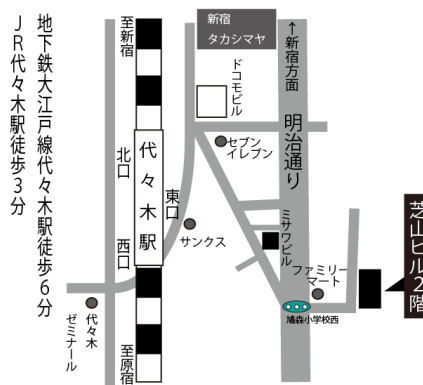 地下鉄大江戸線代々木駅徒歩6分
JR代々木駅徒歩3分
至新宿
新宿
タカシマヤ
↑新宿方面
ドコモビル
明治通り
セブン
イレブン
代々木駅
北口
東口
西口
サンクス
ミサワビル
ファミリー
マート
芝山ビル2階
鳩森小学校西
代々木
ゼミナール
至原宿